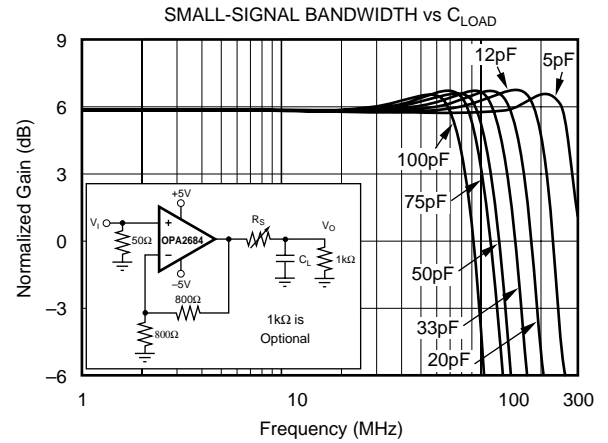 SMALL-SIGNAL BANDWIDTH vs CLOAD
9
6
3
0
–3
–6
Normalized Gain (dB)
12pF
5pF
100pF
75pF
50pF
33pF
20pF
+5V
VI
+
OPA2684
–
–5V
50Ω
RS
VO
CL
1kΩ
800Ω
800Ω
1kΩ is
Optional
1
10
100
300
Frequency (MHz)